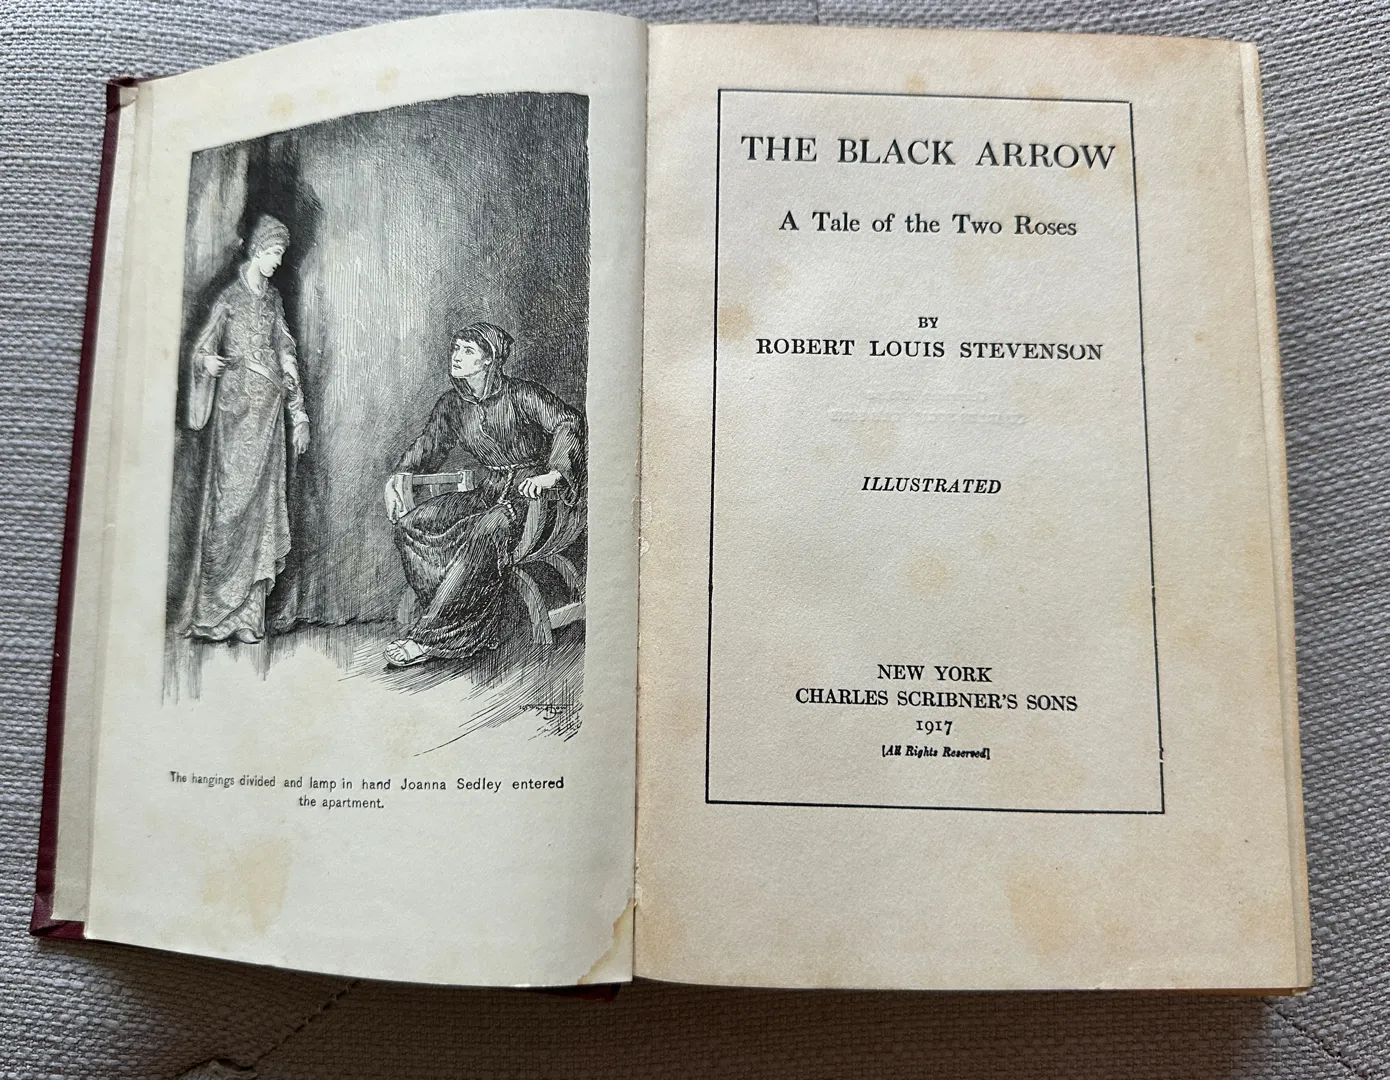 The hangings divided and lamp in hand Joanna Sedley entered
the apartment.
THE BLACK ARROW
A Tale of the Two Roses
BY
ROBERT LOUIS STEVENSON
ILLUSTRATED
NEW YORK
CHARLES SCRIBNER'S SONS
1917
[All Rights Reserved]